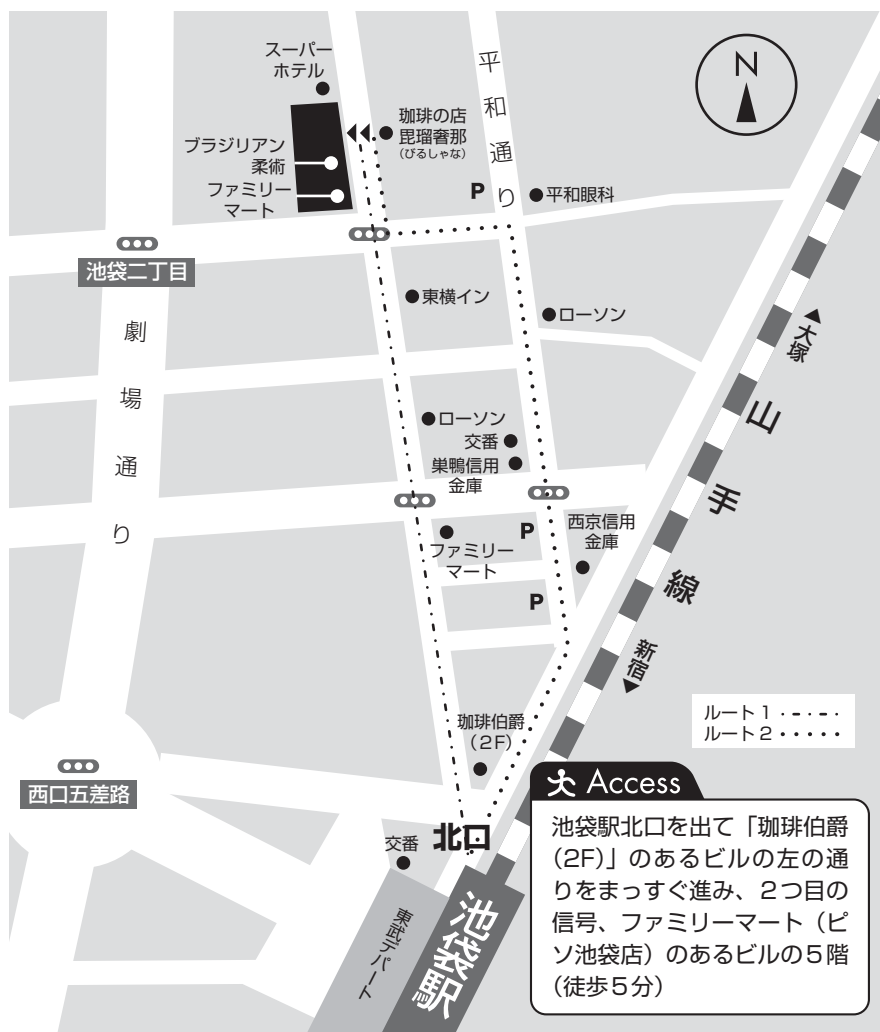 スーパー
ホテル
平和通り
N
珈琲の店
毘瑠奢那
（びるしゃな）
ブラジリアン
柔術
ファミリー
マート
P
平和眼科
池袋二丁目
東横イン
ローソン
大塚
劇場通り
山手線
ローソン
交番
巣鴨信用
金庫
西京信用
金庫
P
ファミリー
マート
P
新宿
ルート1
ルート2
珈琲伯爵
（2F）
西口五差路
Access
北口
交番
池袋駅北口を出て「珈琲伯爵
(2F)」のあるビルの左の通
りをまっすぐ進み、2つ目の
信号、ファミリーマート（ピ
ソ池袋店）のあるビルの5階
(徒歩5分)
東武デパート
池袋駅